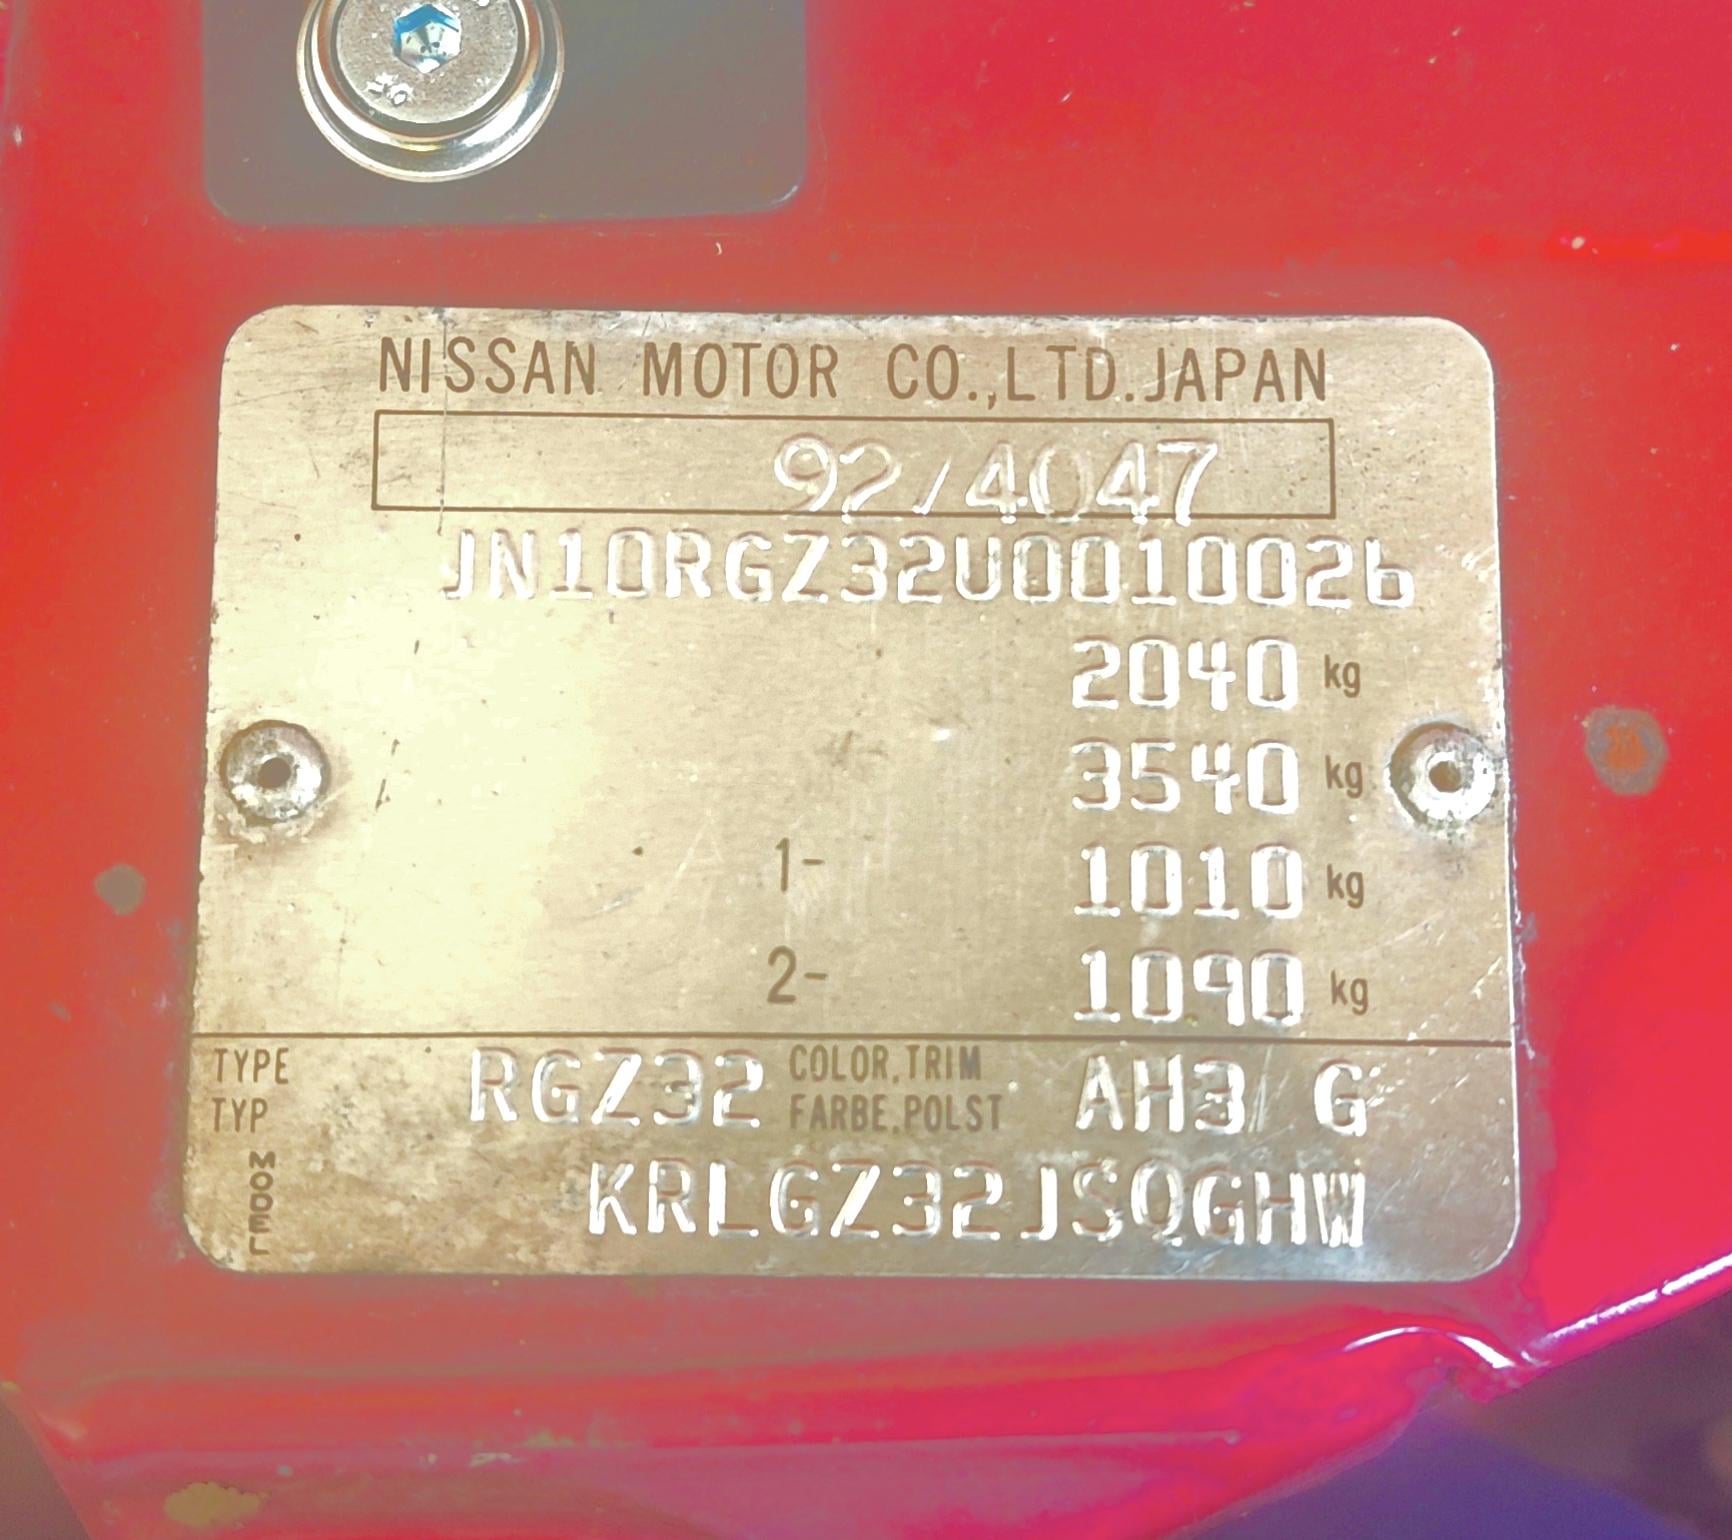 NISSAN MOTOR CO.,LTD.JAPAN
92/4047
JN10RGZ32U0010026
2040 kg
3540 kg
1- 1010 kg
2- 1090 kg
TYPE RGZ32 COLOR,TRIM AH3 G
TYP FARBE,POLST
MODEL KRLGZ32JSQGHW